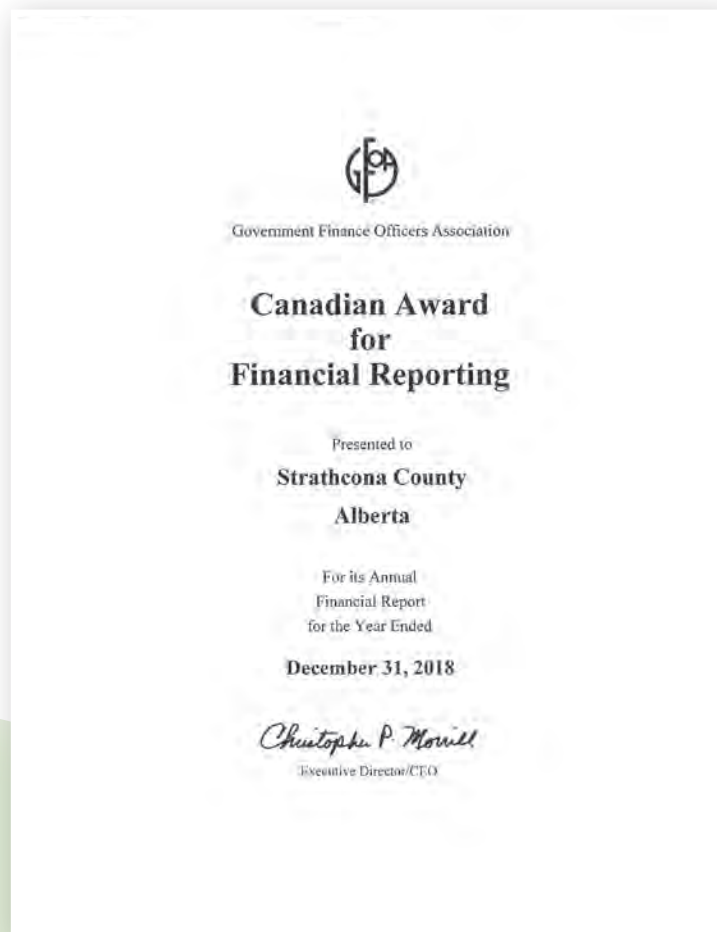 GFOA
Government Finance Officers Association
Canadian Award
for
Financial Reporting
Presented to
Strathcona County
Alberta
For its Annual
Financial Report
for the Year Ended
December 31, 2018
Christopher P. Morrill
Executive Director/CEO